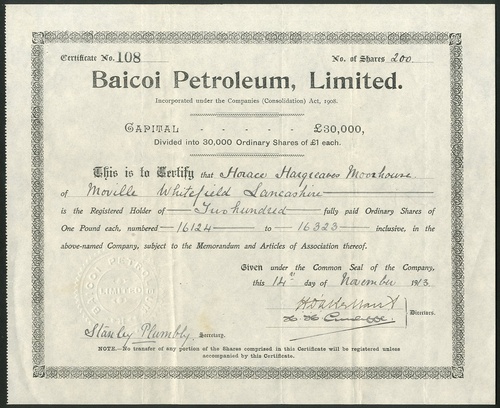 Certificate No. 108 No. of Shares 200
Baicoi Petroleum, Limited.
Incorporated under the Companies (Consolidation) Act, 1908.
CAPITAL - - - - - £30,000,
Divided into 30,000 Ordinary Shares of £1 each.
This is to Certify that Horace Hargreaves Moorhouse
of Moville Whitefield Lancashire
is the Registered Holder of Two hundred fully paid Ordinary Shares of
One Pound each, numbered 16124 to 16323 inclusive, in the
above-named Company, subject to the Memorandum and Articles of Association thereof.
Given under the Common Seal of the Company,
this 14th day of November 1913
Directors.
LIMITED
Stanley Plumbly, Secretary.
NOTE.—No transfer of any portion of the Shares comprised in this Certificate will be registered unless
accompanied by this Certificate.